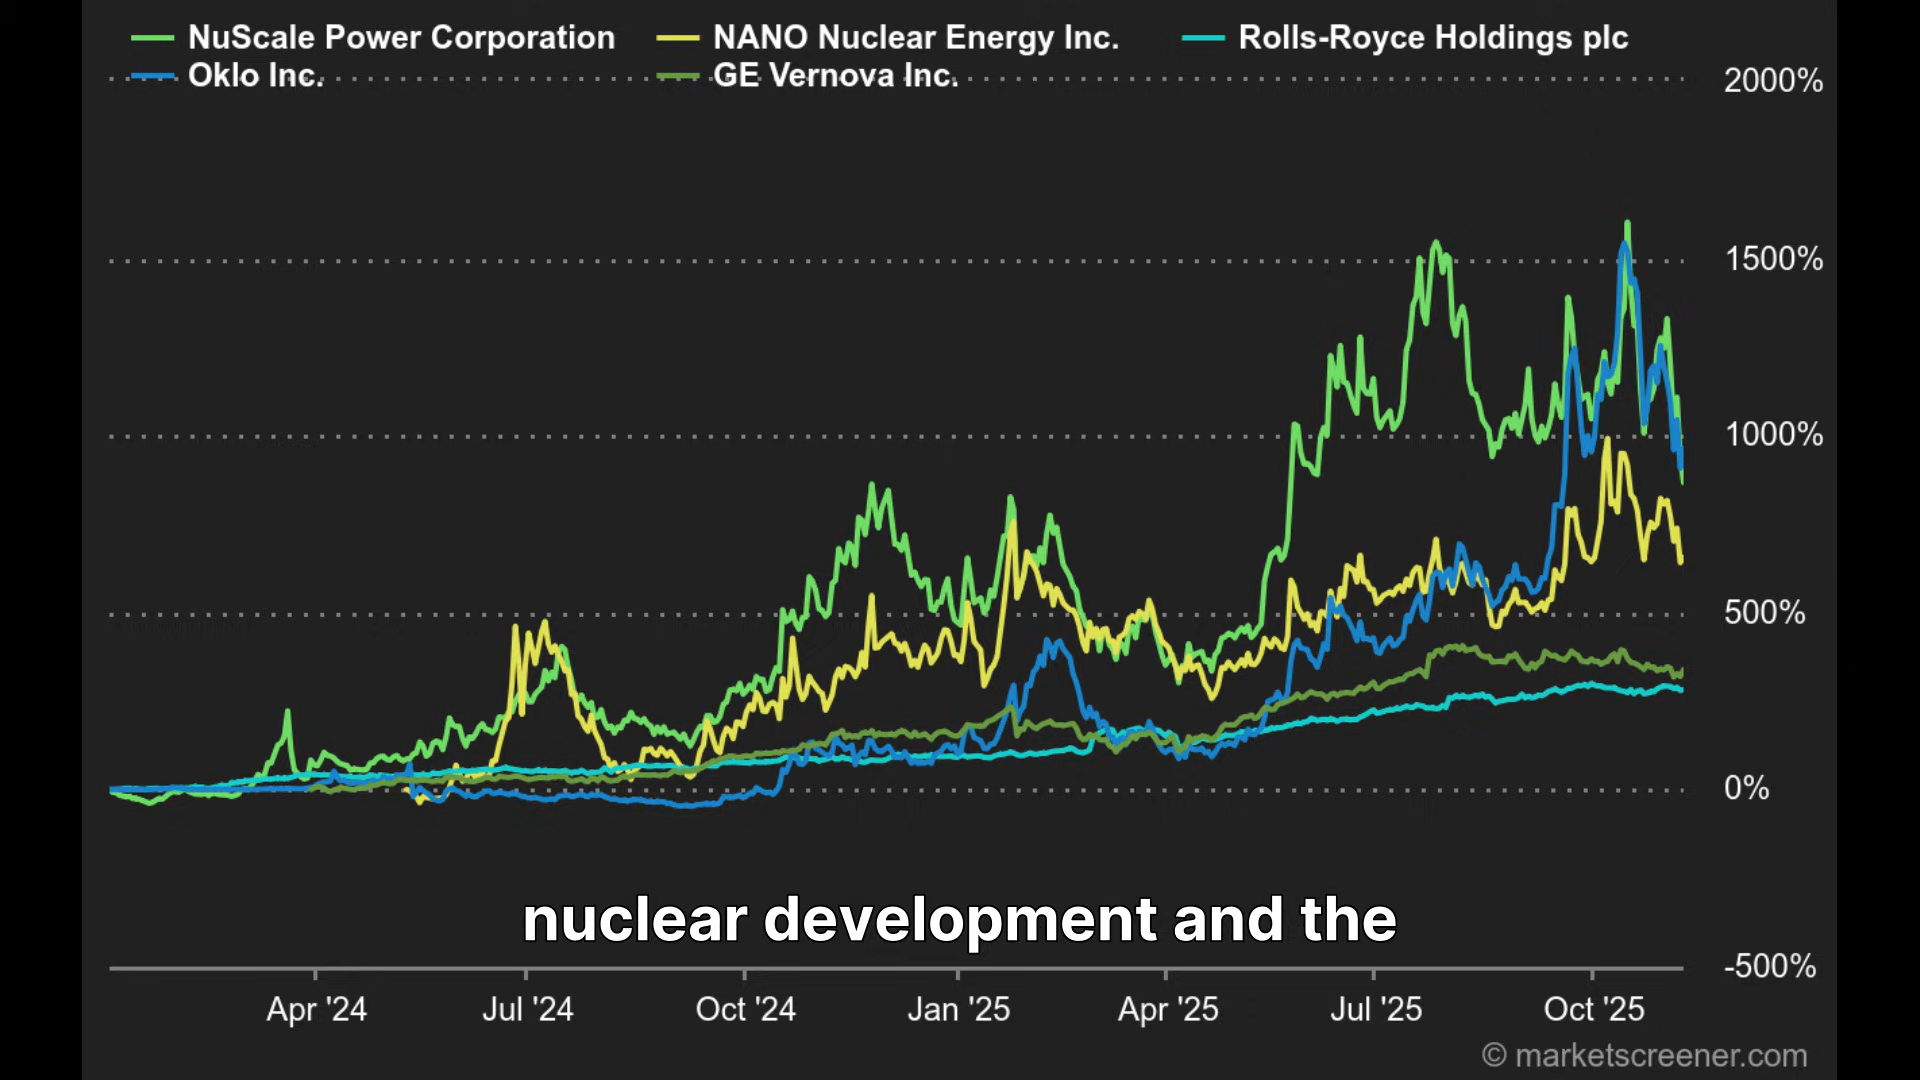 NuScale Power Corporation NANO Nuclear Energy Inc. Rolls-Royce Holdings plc
Oklo Inc. GE Vernova Inc.
2000%
1500%
1000%
500%
0%
nuclear development and the
-500%
Apr '24 Jul '24 Oct '24 Jan '25 Apr '25 Jul '25 Oct '25
© marketscreener.com